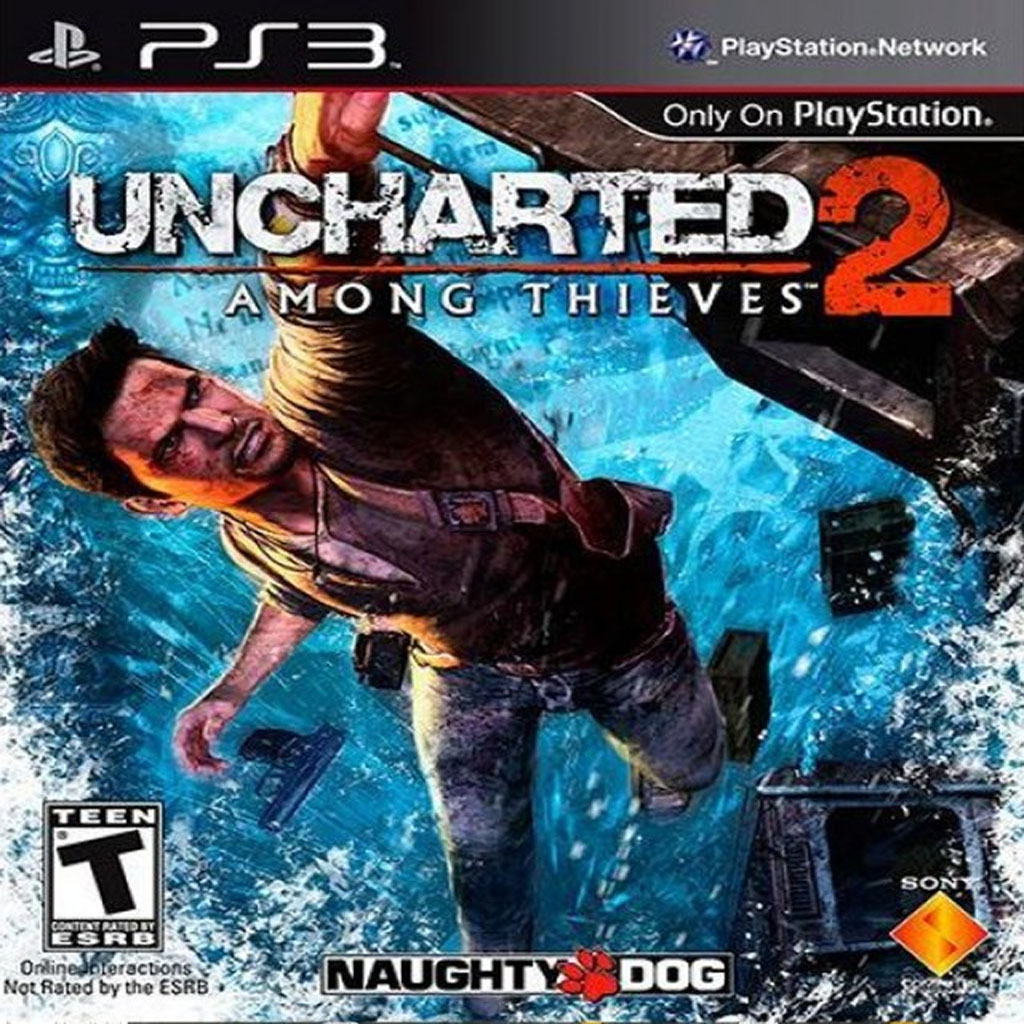 PS3
PlayStation®Network
Only On PlayStation®
UNCHARTED 2
AMONG THIEVES™
TEEN
T
CONTENT RATED BY
ESRB
Online Interactions
Not Rated by the ESRB
NAUGHTY DOG
SONY